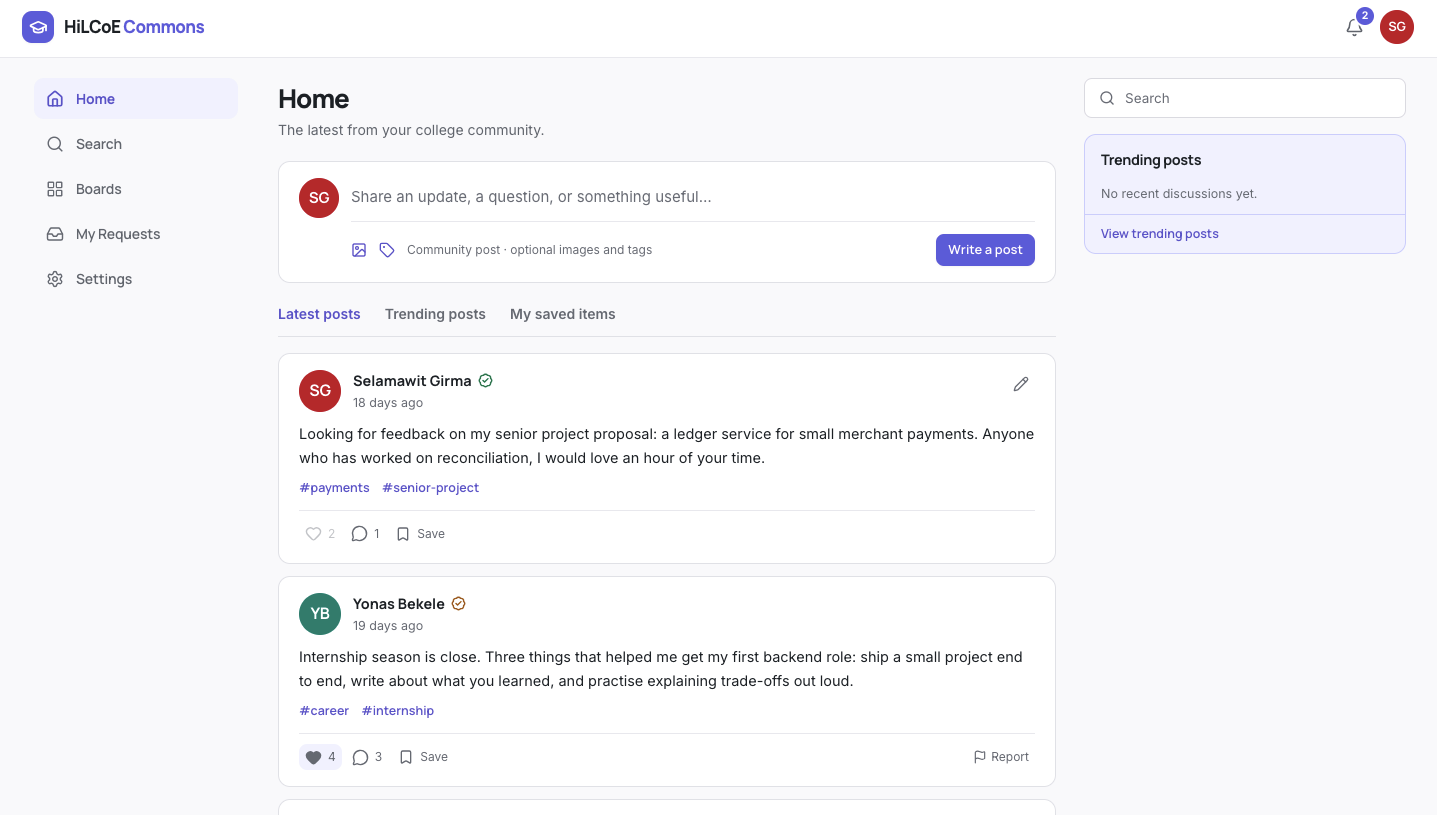 HiLCoE Commons
2
SG
Home
Search
Boards
My Requests
Settings
Home
The latest from your college community.
SG
Share an update, a question, or something useful...
Community post · optional images and tags
Write a post
Latest posts
Trending posts
My saved items
SG
Selamawit Girma
18 days ago
Looking for feedback on my senior project proposal: a ledger service for small merchant payments. Anyone
who has worked on reconciliation, I would love an hour of your time.
#payments #senior-project
2
1
Save
YB
Yonas Bekele
19 days ago
Internship season is close. Three things that helped me get my first backend role: ship a small project end
to end, write about what you learned, and practise explaining trade-offs out loud.
#career #internship
4
3
Save
Report
Search
Trending posts
No recent discussions yet.
View trending posts